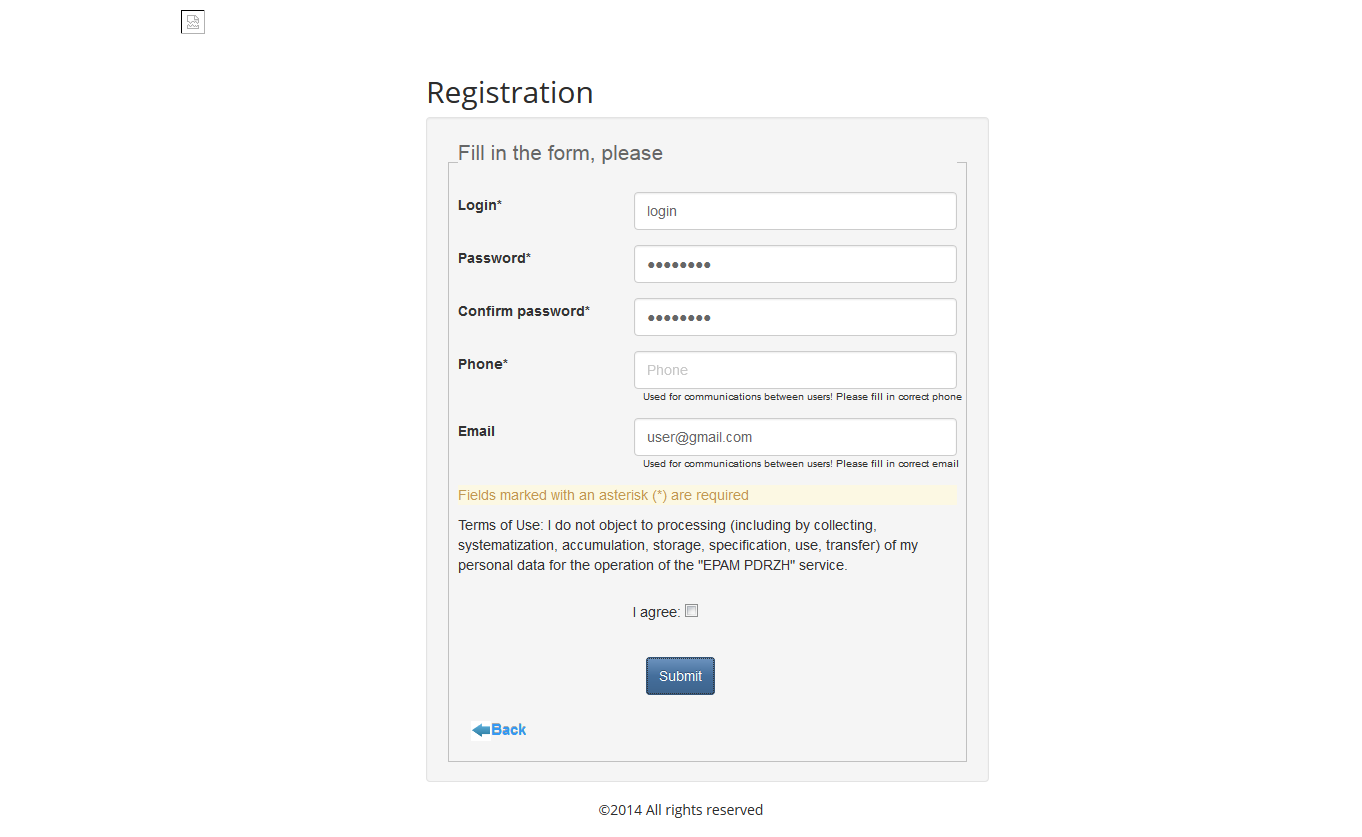 Registration
Fill in the form, please
Login*
login
Password*
••••••••
Confirm password*
••••••••
Phone*
Phone
Used for communications between users! Please fill in correct phone
Email
user@gmail.com
Used for communications between users! Please fill in correct email
Fields marked with an asterisk (*) are required
Terms of Use: I do not object to processing (including by collecting,
systematization, accumulation, storage, specification, use, transfer) of my
personal data for the operation of the "EPAM PDRZH" service.
I agree:
Submit
Back
©2014 All rights reserved